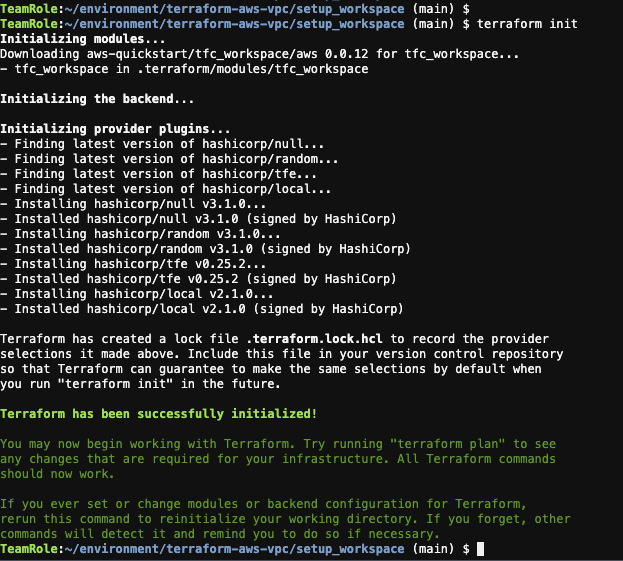 TeamRole:~/environment/terraform-aws-vpc/setup_workspace (main) $
TeamRole:~/environment/terraform-aws-vpc/setup_workspace (main) $ terraform init
Initializing modules...
Downloading aws-quickstart/tfc_workspace/aws 0.0.12 for tfc_workspace...
- tfc_workspace in .terraform/modules/tfc_workspace

Initializing the backend...

Initializing provider plugins...
- Finding latest version of hashicorp/null...
- Finding latest version of hashicorp/random...
- Finding latest version of hashicorp/tfe...
- Finding latest version of hashicorp/local...
- Installing hashicorp/null v3.1.0...
- Installed hashicorp/null v3.1.0 (signed by HashiCorp)
- Installing hashicorp/random v3.1.0...
- Installed hashicorp/random v3.1.0 (signed by HashiCorp)
- Installing hashicorp/tfe v0.25.2...
- Installed hashicorp/tfe v0.25.2 (signed by HashiCorp)
- Installing hashicorp/local v2.1.0...
- Installed hashicorp/local v2.1.0 (signed by HashiCorp)

Terraform has created a lock file .terraform.lock.hcl to record the provider
selections it made above. Include this file in your version control repository
so that Terraform can guarantee to make the same selections by default when
you run "terraform init" in the future.

Terraform has been successfully initialized!

You may now begin working with Terraform. Try running "terraform plan" to see
any changes that are required for your infrastructure. All Terraform commands
should now work.

If you ever set or change modules or backend configuration for Terraform,
rerun this command to reinitialize your working directory. If you forget, other
commands will detect it and remind you to do so if necessary.
TeamRole:~/environment/terraform-aws-vpc/setup_workspace (main) $